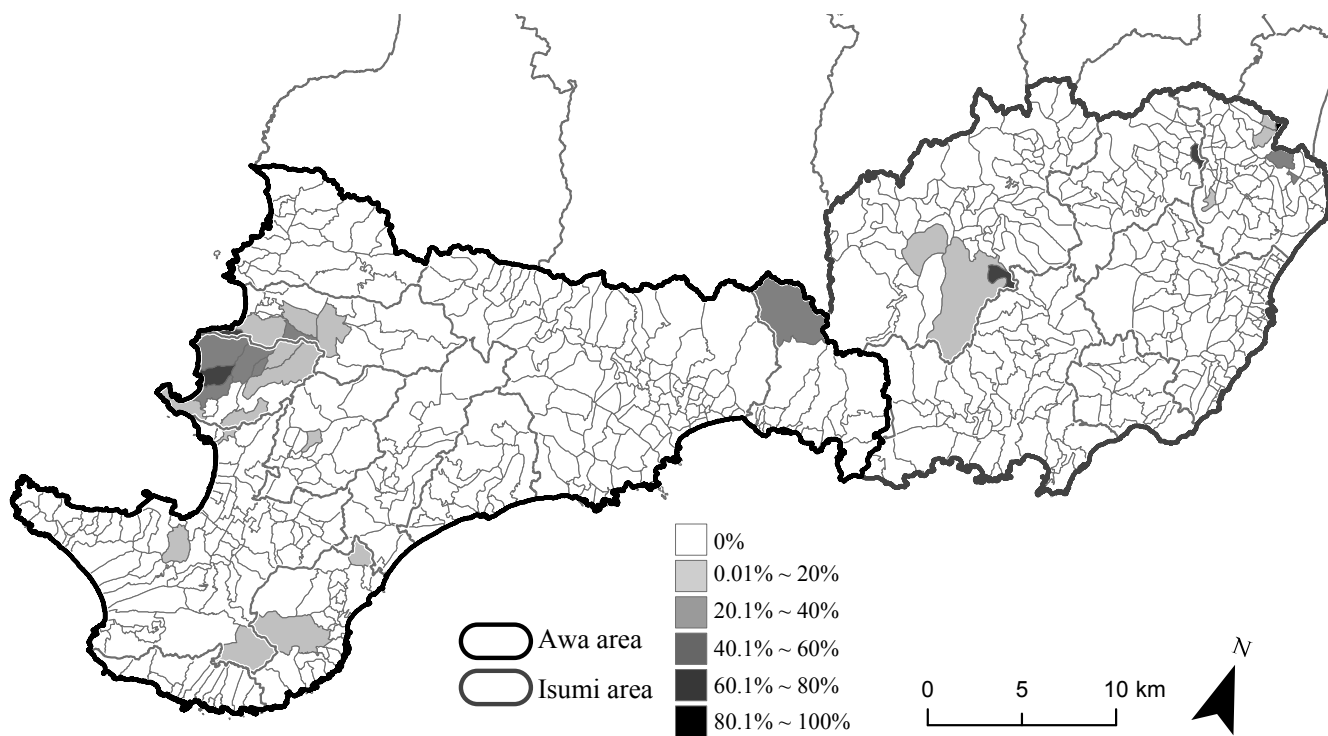 0%
0.01% ~ 20%
20.1% ~ 40%
40.1% ~ 60%
60.1% ~ 80%
80.1% ~ 100%
Awa area
Isumi area
0 5 10 km
N